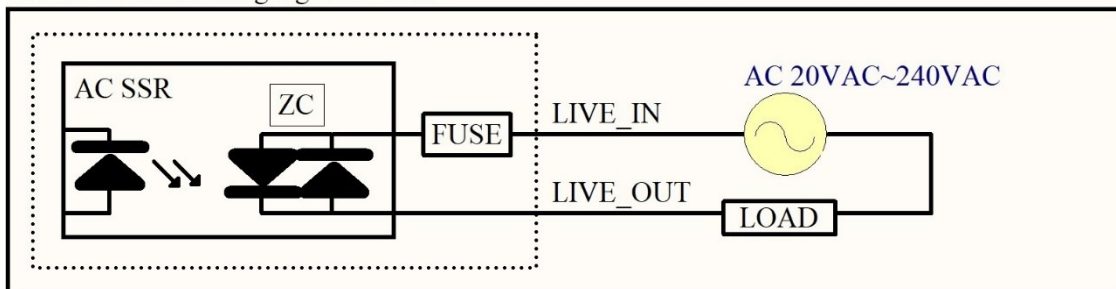 AC SSR
ZC
FUSE
LIVE_IN
AC 20VAC~240VAC
LIVE_OUT
LOAD